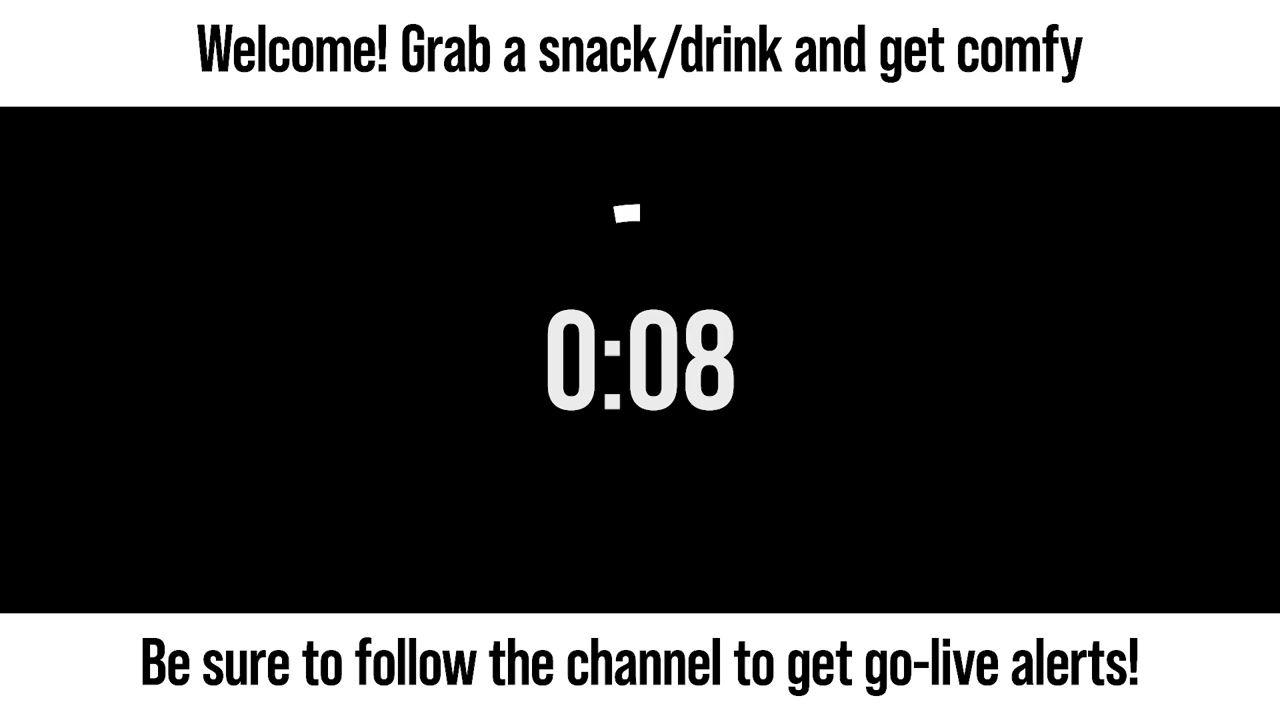 Welcome! Grab a snack/drink and get comfy
0:08
Be sure to follow the channel to get go-live alerts!